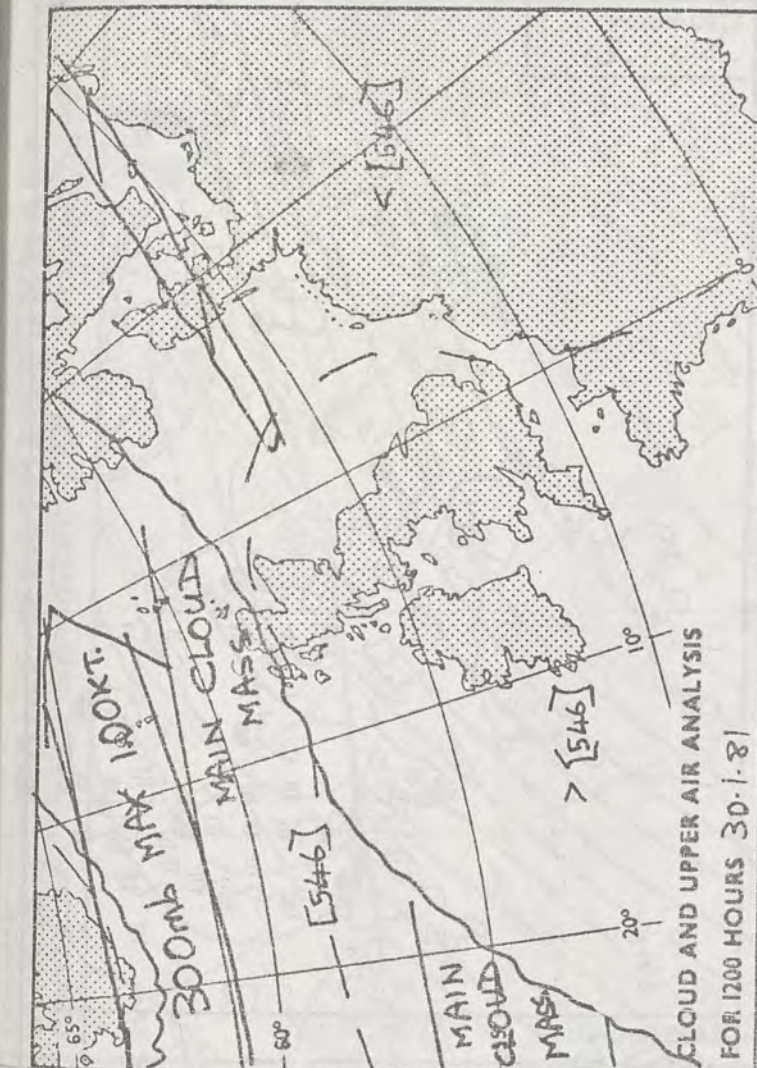 65°
300mb MAX 100KT.
MAIN CLOUD
MASS
60°
[546]
< [546]
MAIN
CLOUD
MASS
> [546]
20°
10°
0°
CLOUD AND UPPER AIR ANALYSIS
FOR 1200 HOURS 30·1·81